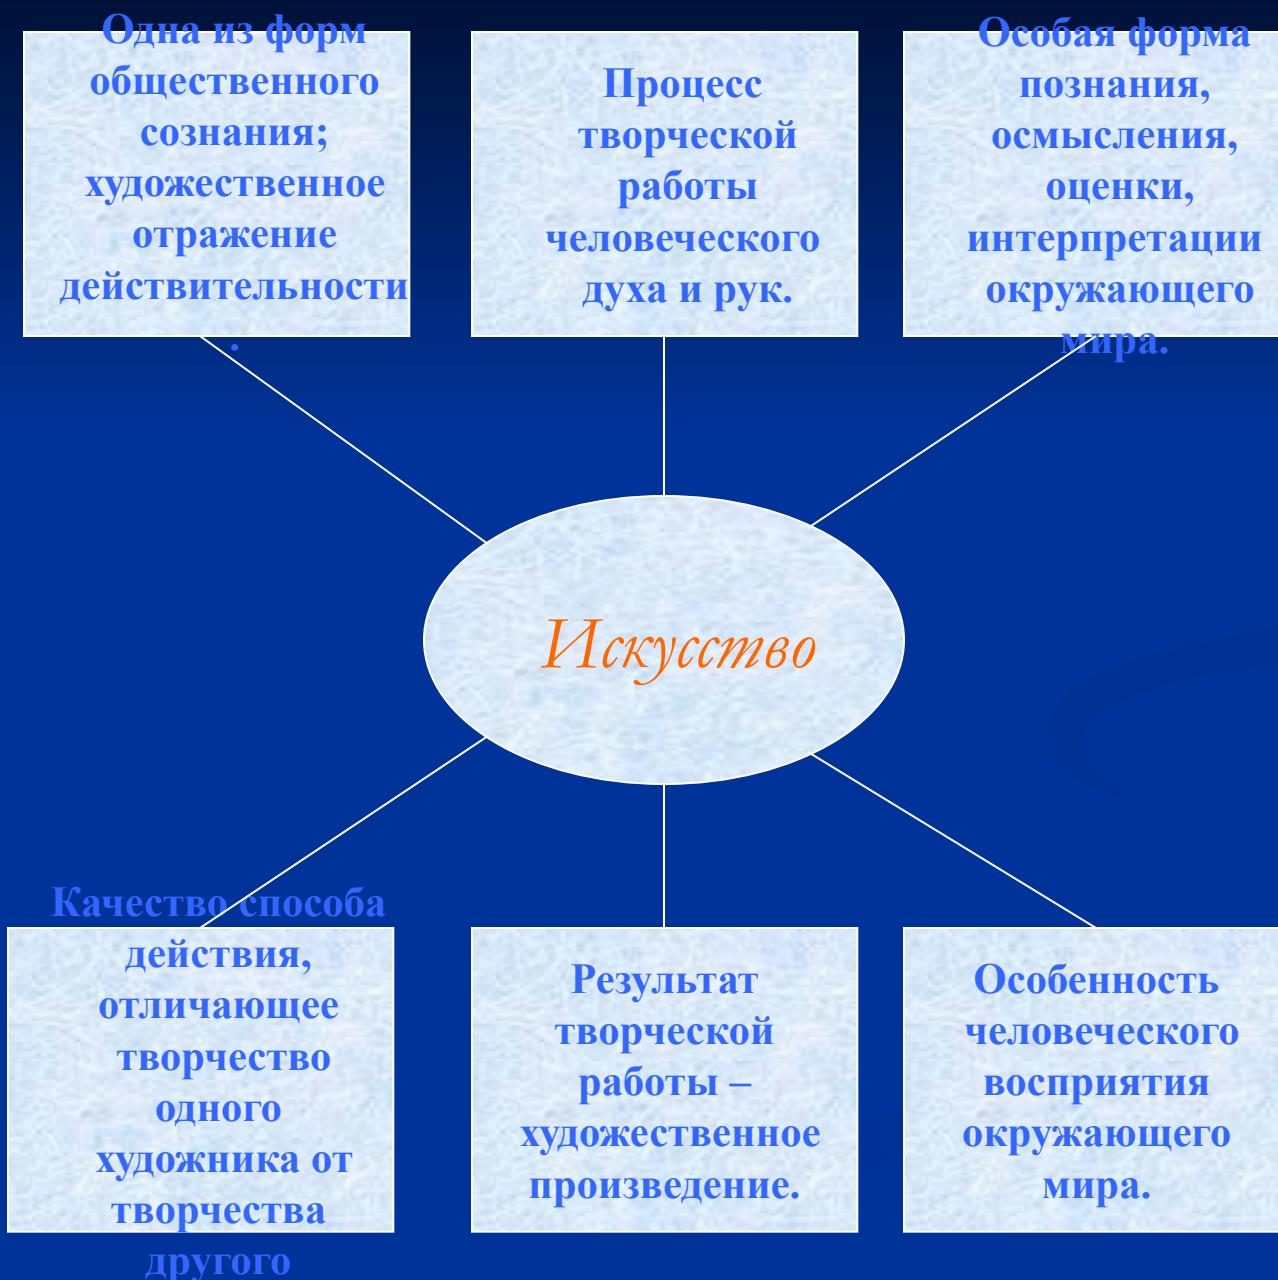 Одна из форм
общественного
сознания;
художественное
отражение
действительности
.
Процесс
творческой
работы
человеческого
духа и рук.
Особая форма
познания,
осмысления,
оценки,
интерпретации
окружающего
мира.
Искусство
Качество способа
действия,
отличающее
творчество
одного
художника от
творчества
другого
Результат
творческой
работы –
художественное
произведение.
Особенность
человеческого
восприятия
окружающего
мира.